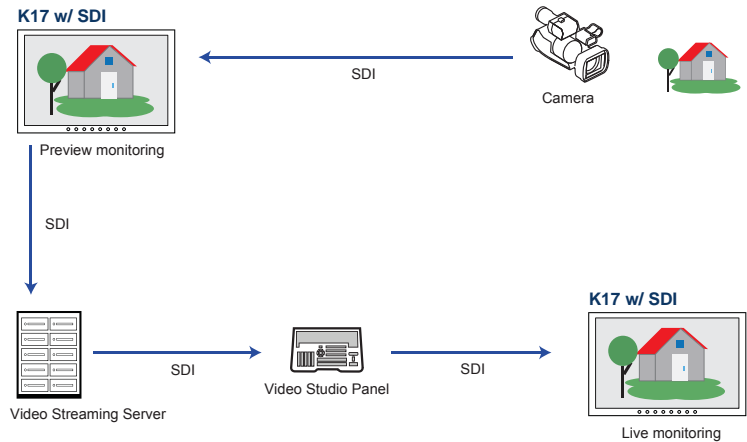 K17 w/ SDI
SDI
Camera
Preview monitoring
SDI
K17 w/ SDI
SDI
SDI
Video Studio Panel
Video Streaming Server
Live monitoring